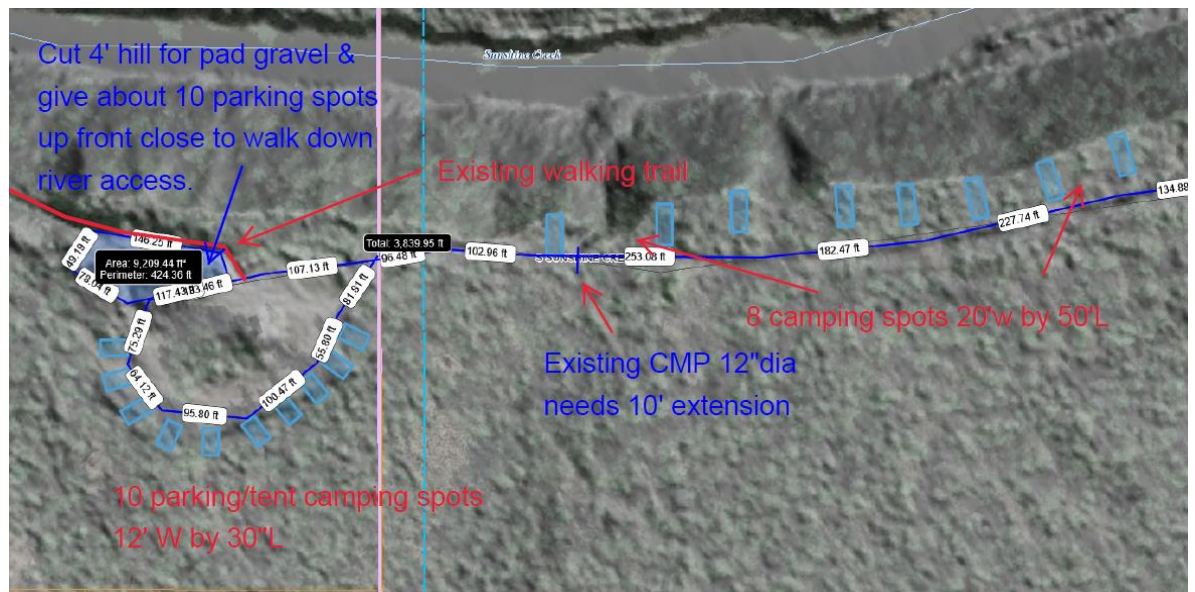 Cut 4' hill for pad gravel &
give about 10 parking spots
up front close to walk down
river access.
Sunshine Creek
Existing walking trail
134.88
227.74 ft
146.25 ft
49.19 ft
Total: 3,839.95 ft
102.96 ft
253.08 ft
182.47 ft
Area: 9,209.44 ft²
Perimeter: 424.36 ft
107.13 ft
96.48 ft
78.04 ft
117.43
81.91 ft
8 camping spots 20'w by 50'L
75.29 ft
55.80 ft
Existing CMP 12"dia
needs 10' extension
64.12 ft
100.47 ft
95.80 ft
10 parking/tent camping spots
12' W by 30"L